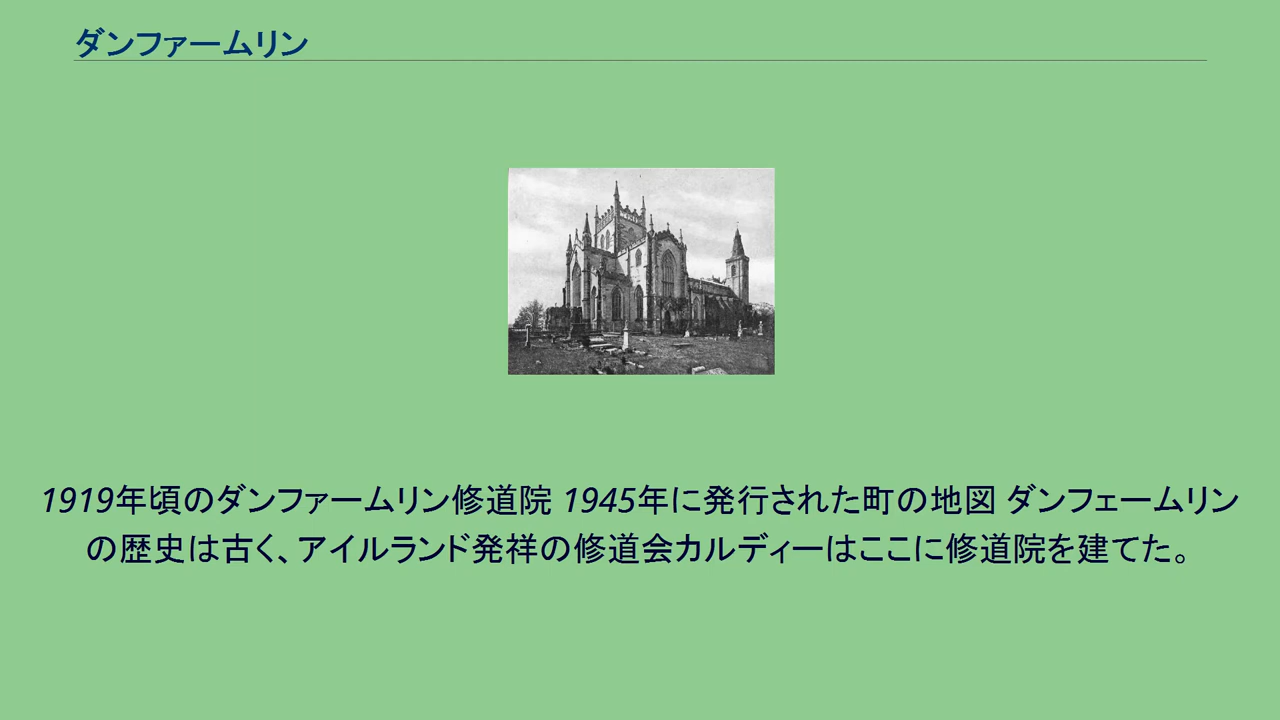 ダンファームリン
1919年頃のダンファームリン修道院 1945年に発行された町の地図 ダンフェームリン
の歴史は古く、アイルランド発祥の修道会カルディーはここに修道院を建てた。